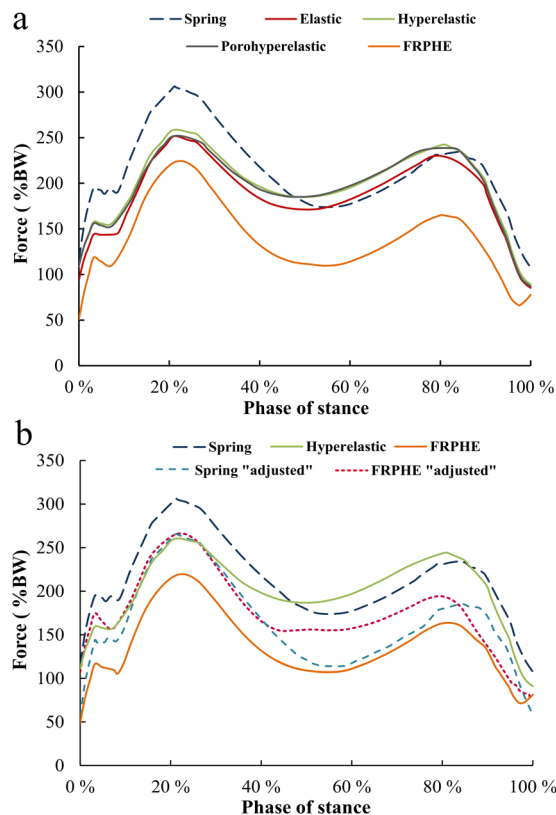 a
Spring Elastic Hyperelastic
Porohyperelastic FRPHE
350
300
250
200
150
100
50
0
Force ( %BW)
0 % 20 % 40 % 60 % 80 % 100 %
Phase of stance
b
Spring Hyperelastic FRPHE
Spring "adjusted" FRPHE "adjusted"
350
300
250
200
150
100
50
0
Force ( %BW)
0 % 20 % 40 % 60 % 80 % 100 %
Phase of stance